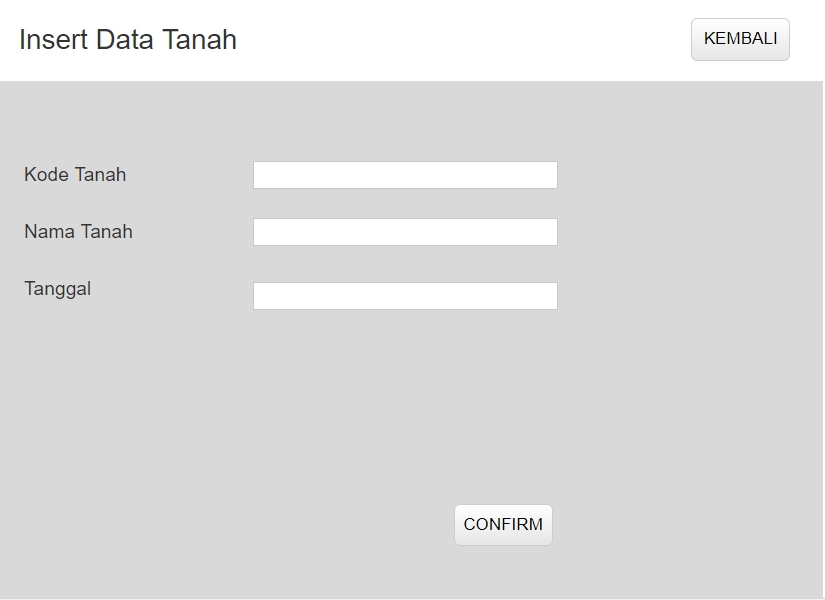 Insert Data Tanah
KEMBALI
Kode Tanah
Nama Tanah
Tanggal
CONFIRM